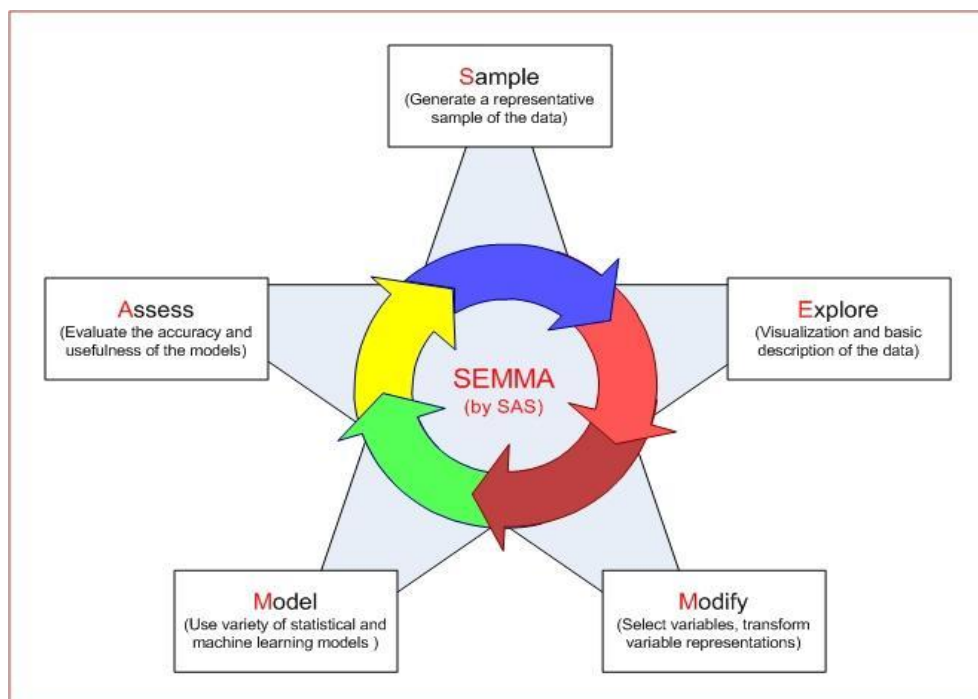 Sample
(Generate a representative
sample of the data)
Assess
(Evaluate the accuracy and
usefulness of the models)
Explore
(Visualization and basic
description of the data)
SEMMA
(by SAS)
Model
(Use variety of statistical and
machine learning models )
Modify
(Select variables, transform
variable representations)